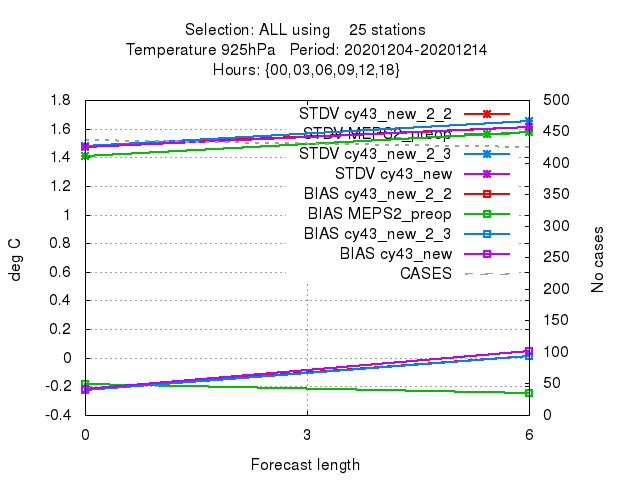 Selection: ALL using 25 stations
Temperature 925hPa Period: 20201204-20201214
Hours: {00,03,06,09,12,18}
1.8
1.6
1.4
1.2
1
0.8
0.6
0.4
0.2
0
-0.2
-0.4
deg C
STDV cy43_new_2_2
STDV MEPS2_preop
STDV cy43_new_2_3
STDV cy43_new
BIAS cy43_new_2_2
BIAS MEPS2_preop
BIAS cy43_new_2_3
BIAS cy43_new
CASES
500
450
400
350
300
250
200
150
100
50
0
No cases
0 3 6
Forecast length